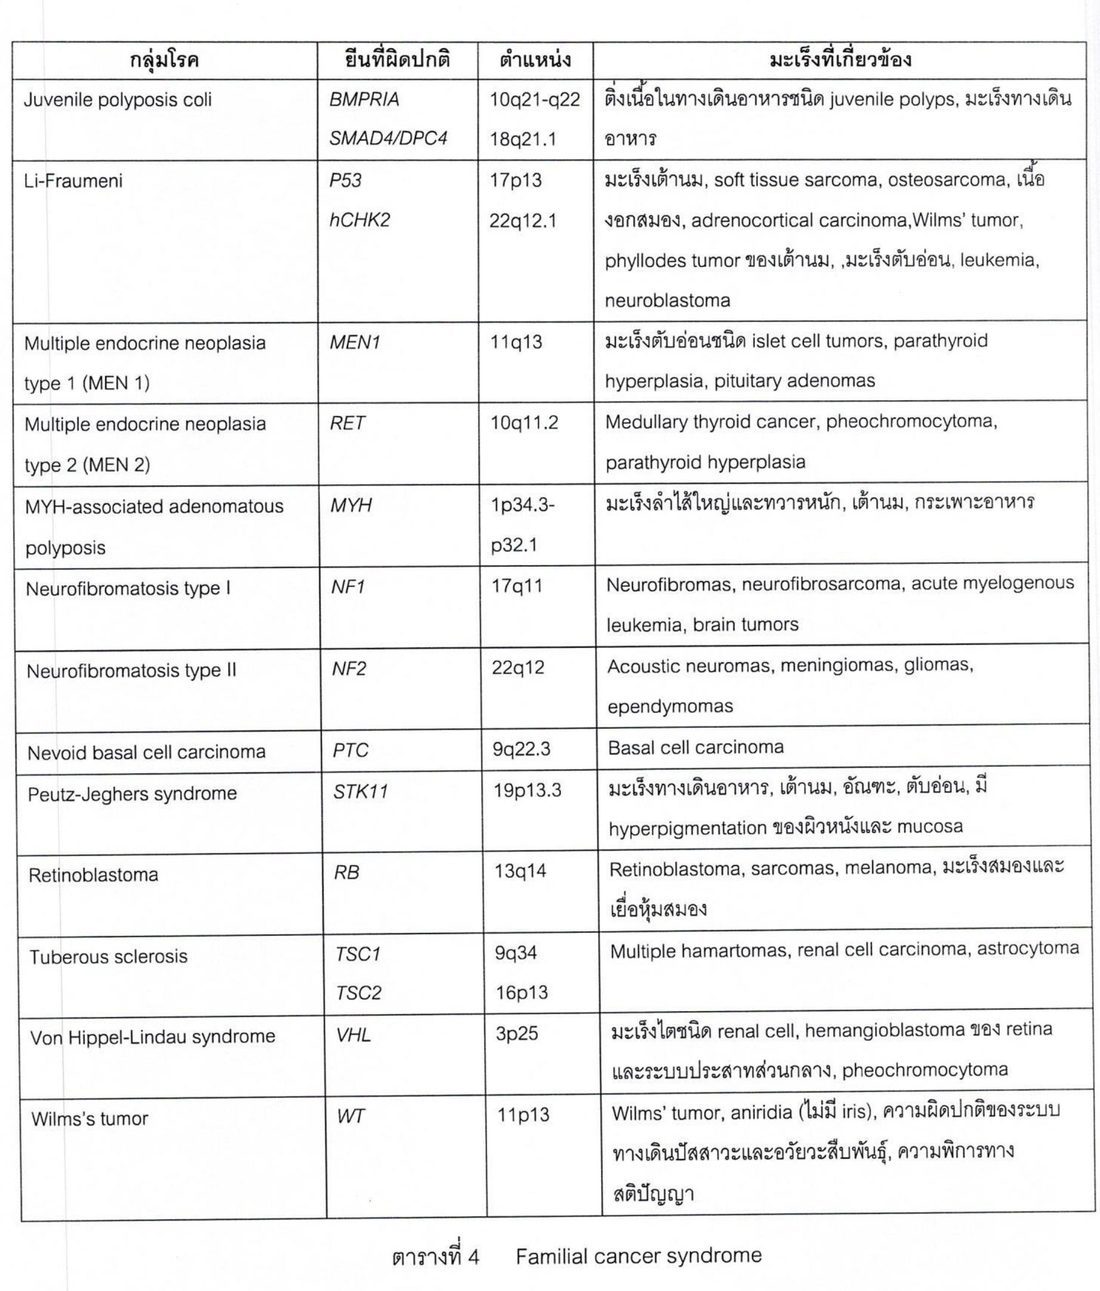 กลุ่มโรค ยีนที่ผิดปกติ ตำแหน่ง มะเร็งที่เกี่ยวข้อง
Juvenile polyposis coli BMPRIA 10q21-q22 ติ่งเนื้อในทางเดินอาหารชนิด juvenile polyps, มะเร็งทางเดิน
SMAD4/DPC4 18q21.1 อาหาร
Li-Fraumeni P53 17p13 มะเร็งเต้านม, soft tissue sarcoma, osteosarcoma, เนื้อ
hCHK2 22q12.1 งอกสมอง, adrenocortical carcinoma,Wilms' tumor,
phyllodes tumor ของเต้านม, ,มะเร็งตับอ่อน, leukemia,
neuroblastoma
Multiple endocrine neoplasia MEN1 11q13 มะเร็งตับอ่อนชนิด islet cell tumors, parathyroid
type 1 (MEN 1) hyperplasia, pituitary adenomas
Multiple endocrine neoplasia RET 10q11.2 Medullary thyroid cancer, pheochromocytoma,
type 2 (MEN 2) parathyroid hyperplasia
MYH-associated adenomatous MYH 1p34.3- มะเร็งลำไส้ใหญ่และทวารหนัก, เต้านม, กระเพาะอาหาร
polyposis p32.1
Neurofibromatosis type I NF1 17q11 Neurofibromas, neurofibrosarcoma, acute myelogenous
leukemia, brain tumors
Neurofibromatosis type II NF2 22q12 Acoustic neuromas, meningiomas, gliomas,
ependymomas
Nevoid basal cell carcinoma PTC 9q22.3 Basal cell carcinoma
Peutz-Jeghers syndrome STK11 19p13.3 มะเร็งทางเดินอาหาร, เต้านม, อัณฑะ, ตับอ่อน, มี
hyperpigmentation ของผิวหนังและ mucosa
Retinoblastoma RB 13q14 Retinoblastoma, sarcomas, melanoma, มะเร็งสมองและ
เยื่อหุ้มสมอง
Tuberous sclerosis TSC1 9q34 Multiple hamartomas, renal cell carcinoma, astrocytoma
TSC2 16p13
Von Hippel-Lindau syndrome VHL 3p25 มะเร็งไตชนิด renal cell, hemangioblastoma ของ retina
และระบบประสาทส่วนกลาง, pheochromocytoma
Wilms's tumor WT 11p13 Wilms' tumor, aniridia (ไม่มี iris), ความผิดปกติของระบบ
ทางเดินปัสสาวะและอวัยวะสืบพันธุ์, ความพิการทาง
สติปัญญา
ตารางที่ 4 Familial cancer syndrome